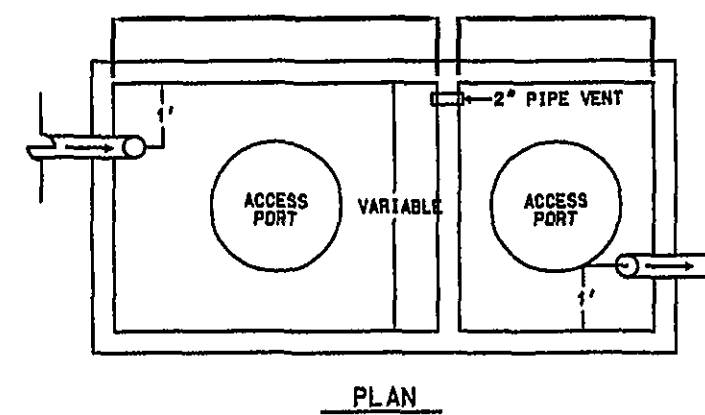 2" PIPE VENT
1'
ACCESS
PORT
VARIABLE
ACCESS
PORT
1'
PLAN